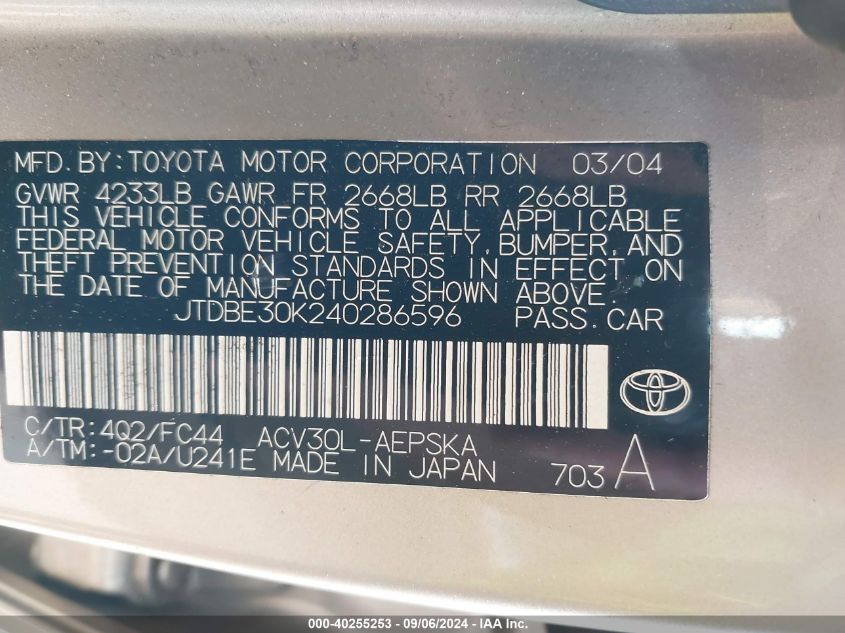 MFD.BY:TOYOTA MOTOR CORPORATION 03/04
GVWR 4233LB GAWR FR 2668LB RR 2668LB
THIS VEHICLE CONFORMS TO ALL APPLICABLE
FEDERAL MOTOR VEHICLE SAFETY,BUMPER,AND
THEFT PREVENTION STANDARDS IN EFFECT ON
THE DATE OF MANUFACTURE SHOWN ABOVE.
JTDBE30K240286596 PASS.CAR
C/TR:4Q2/FC44 ACV30L-AEPSKA
A/TM:-02A/U241E MADE IN JAPAN 703 A
000-40255253 - 09/06/2024 - © IAA Inc.